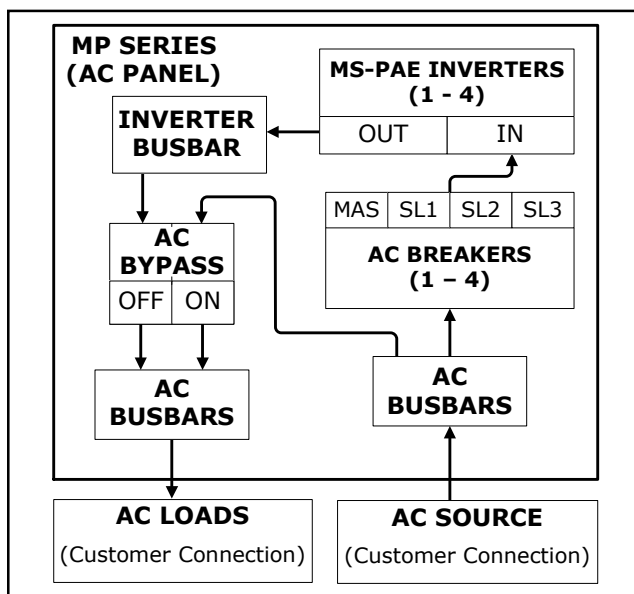 MP SERIES
(AC PANEL)
MS-PAE INVERTERS
(1 - 4)
OUT
IN
INVERTER
BUSBAR
MAS
SL1
SL2
SL3
AC BREAKERS
(1 – 4)
AC
BYPASS
OFF
ON
AC
BUSBARS
AC
BUSBARS
AC LOADS
(Customer Connection)
AC SOURCE
(Customer Connection)